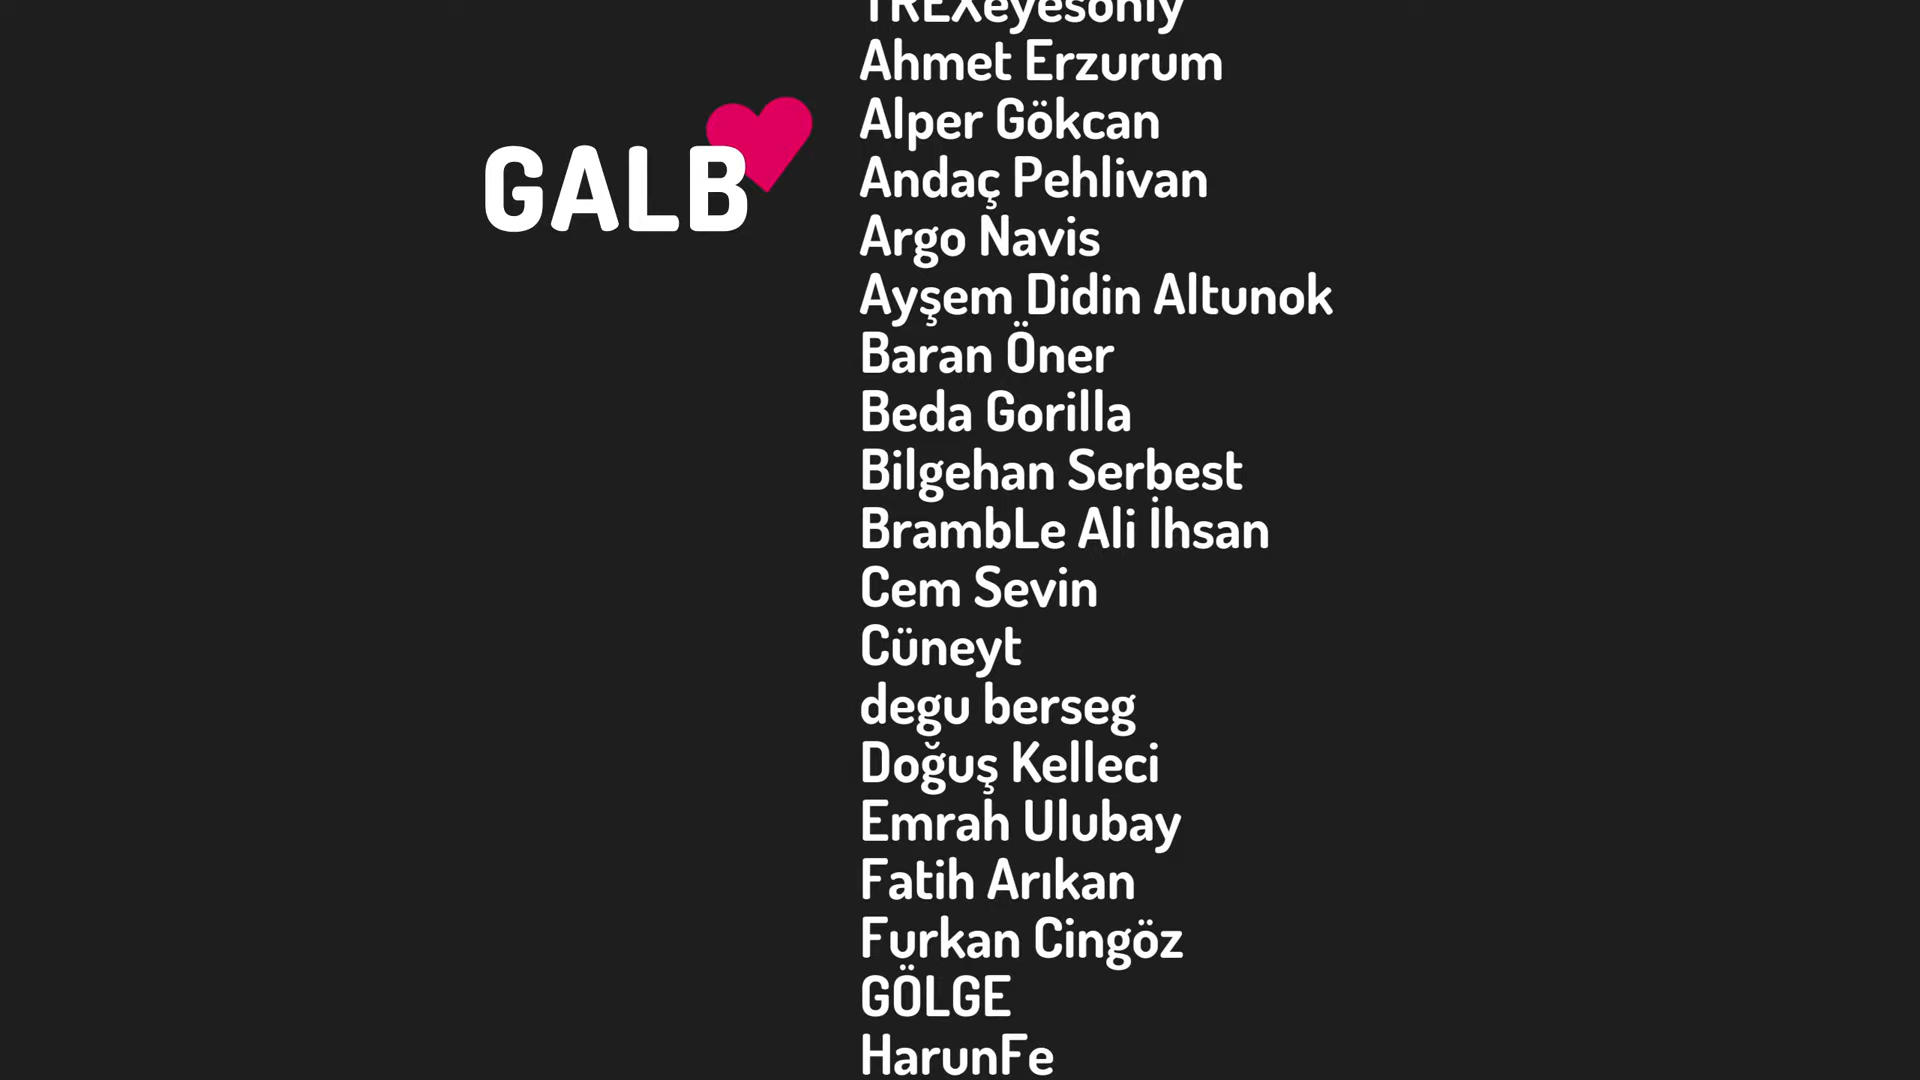 GALB
TREXeyesonly
Ahmet Erzurum
Alper Gökcan
Andaç Pehlivan
Argo Navis
Ayşem Didin Altunok
Baran Öner
Beda Gorilla
Bilgehan Serbest
BrambLe Ali İhsan
Cem Sevin
Cüneyt
degu berseg
Doğuş Kelleci
Emrah Ulubay
Fatih Arıkan
Furkan Cingöz
GÖLGE
HarunFe